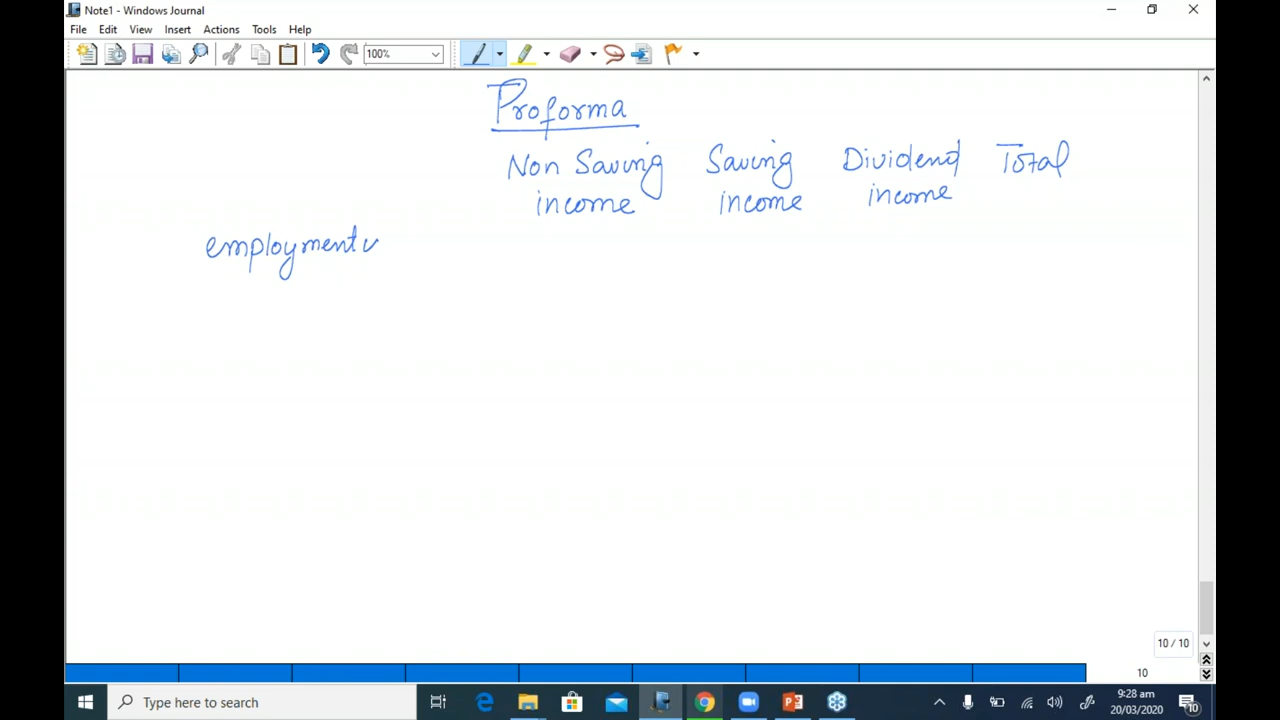 Note1 - Windows Journal
File Edit View Insert Actions Tools Help
100%
Proforma
Non Saving Saving Dividend Total
income income income
employment
10 / 10
10
Type here to search
9:28 am
20/03/2020
10